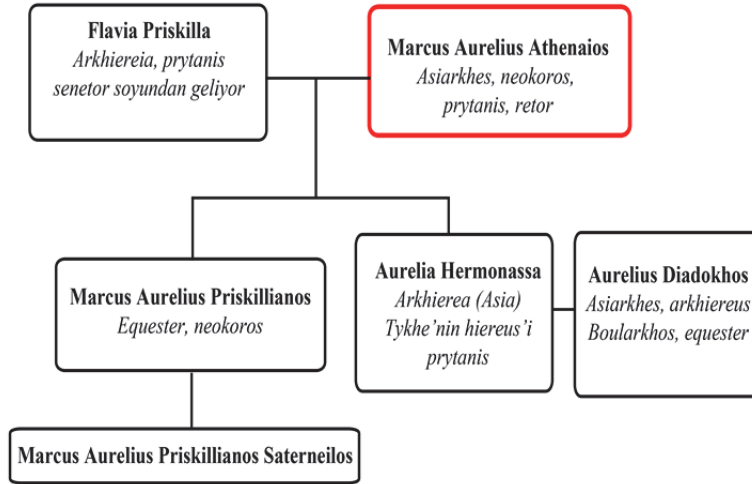 Flavia Priskilla
Arkhiereia, prytanis
senetor soyundan geliyor
Marcus Aurelius Athenaios
Asiarkhes, neokoros,
prytanis, retor
Marcus Aurelius Priskillianos
Equester, neokoros
Aurelia Hermonassa
Arkhierea (Asia)
Tykhe’nin hiereus’i
prytanis
Aurelius Diadokhos
Asiarkhes, arkhiereus
Boularkhos, equester
Marcus Aurelius Priskillianos Saterneilos